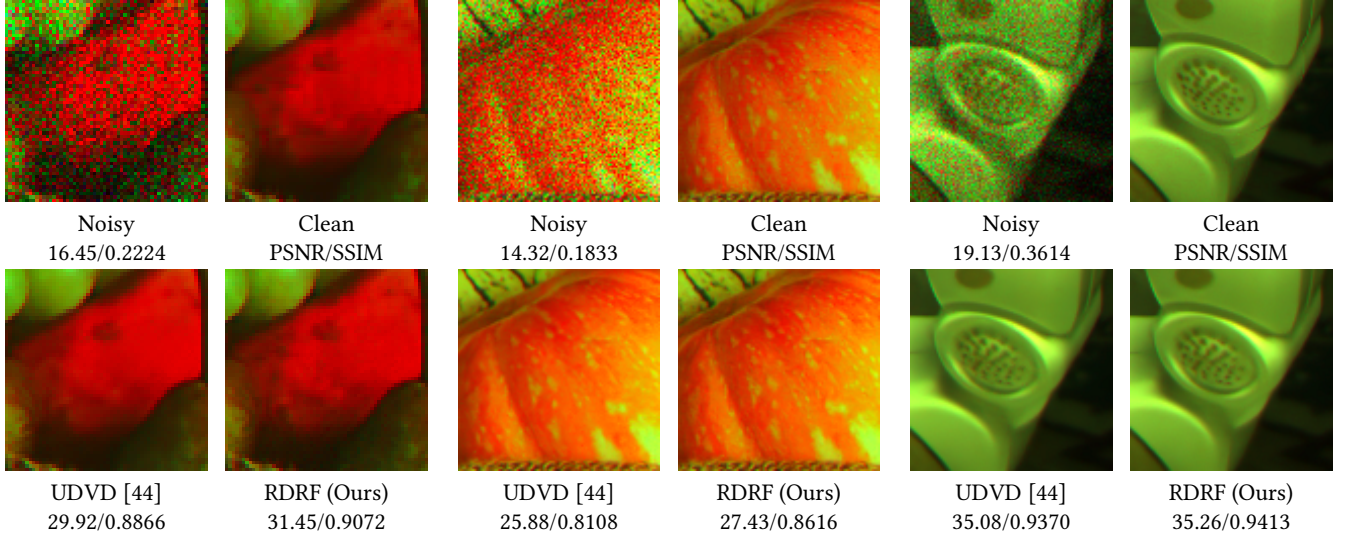 Noisy Clean Noisy Clean Noisy Clean
16.45/0.2224 PSNR/SSIM 14.32/0.1833 PSNR/SSIM 19.13/0.3614 PSNR/SSIM
UDVD [44] RDRF (Ours) UDVD [44] RDRF (Ours) UDVD [44] RDRF (Ours)
29.92/0.8866 31.45/0.9072 25.88/0.8108 27.43/0.8616 35.08/0.9370 35.26/0.9413